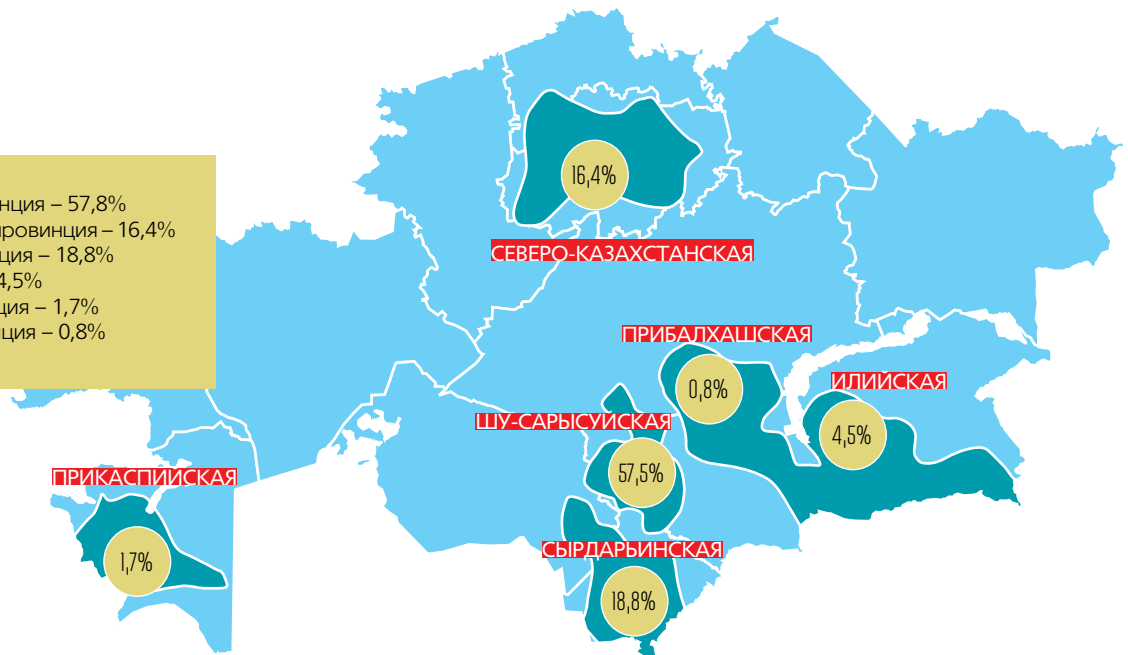 нция – 57,8%
провинция – 16,4%
ция – 18,8%
4,5%
ция – 1,7%
ция – 0,8%
16,4%
СЕВЕРО-КАЗАХСТАНСКАЯ
ПРИБАЛХАШСКАЯ
0,8%
ИЛИЙСКАЯ
4,5%
ШУ-САРЫСУЙСКАЯ
57,5%
ПРИКАСПИЙСКАЯ
1,7%
СЫРДАРЬИНСКАЯ
18,8%